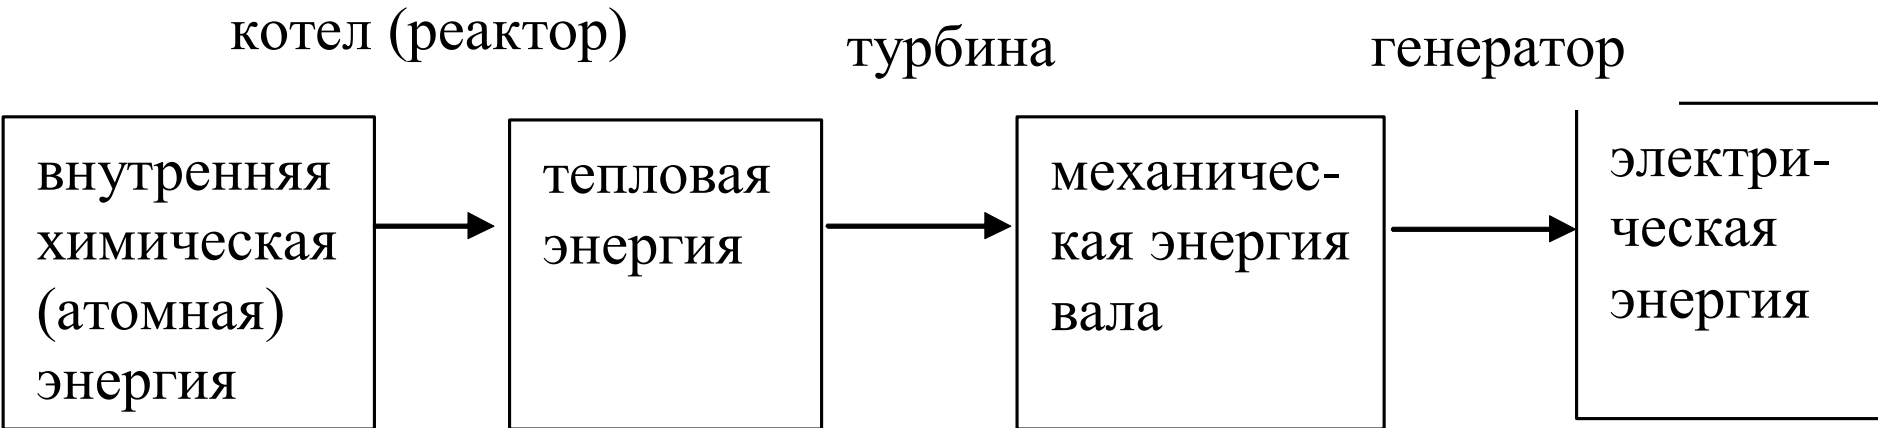 котел (реактор)
турбина
генератор
внутренняя
химическая
(атомная)
энергия
тепловая
энергия
механичес-
кая энергия
вала
электри-
ческая
энергия